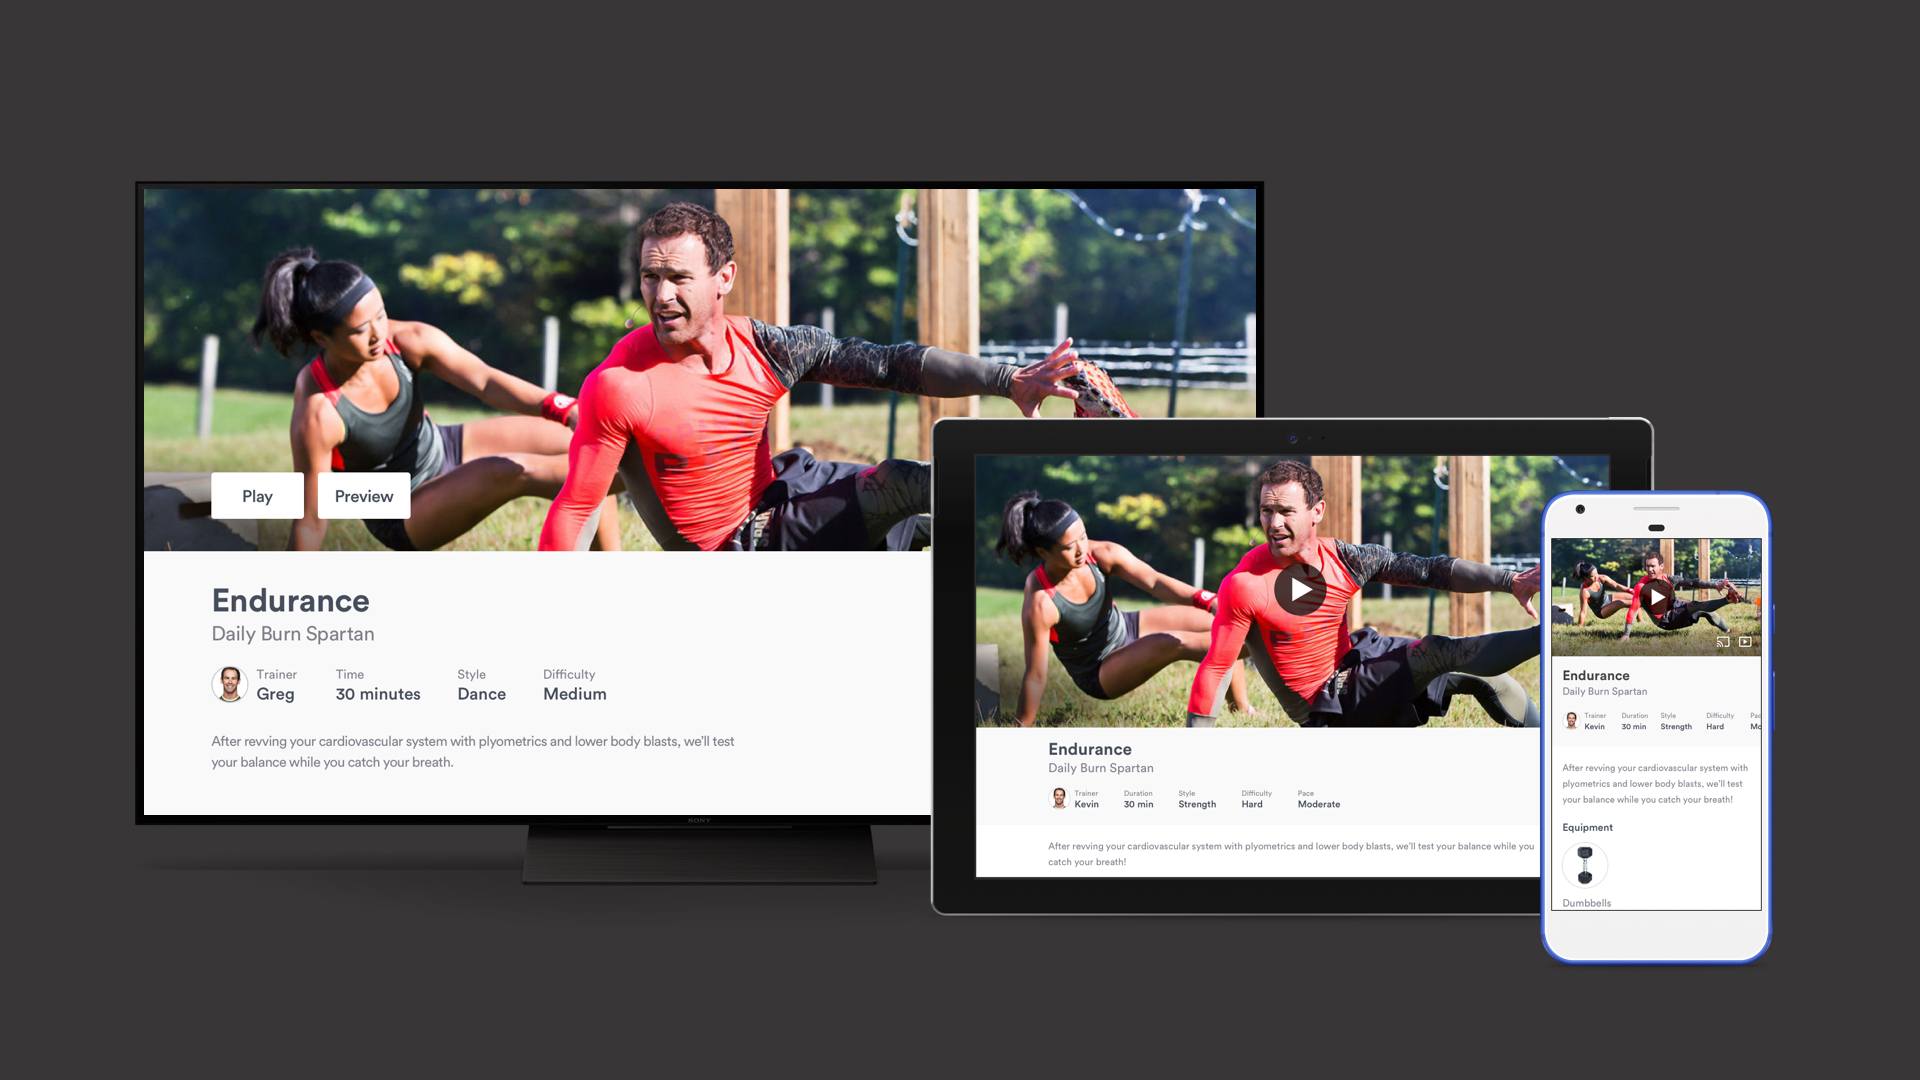 Play
Preview
Endurance
Daily Burn Spartan
Trainer Time Style Difficulty
Greg 30 minutes Dance Medium
After revving your cardiovascular system with plyometrics and lower body blasts, we'll test
your balance while you catch your breath.
SONY
Endurance
Daily Burn Spartan
Trainer Duration Style Difficulty Pace
Kevin 30 min Strength Hard Moderate
After revving your cardiovascular system with plyometrics and lower body blasts, we'll test your balance while you
catch your breath!
Endurance
Daily Burn Spartan
Trainer Duration Style Difficulty Pac
Kevin 30 min Strength Hard Mo
After revving your cardiovascular system with
plyometrics and lower body blasts, we'll test
your balance while you catch your breath!
Equipment
Dumbbells